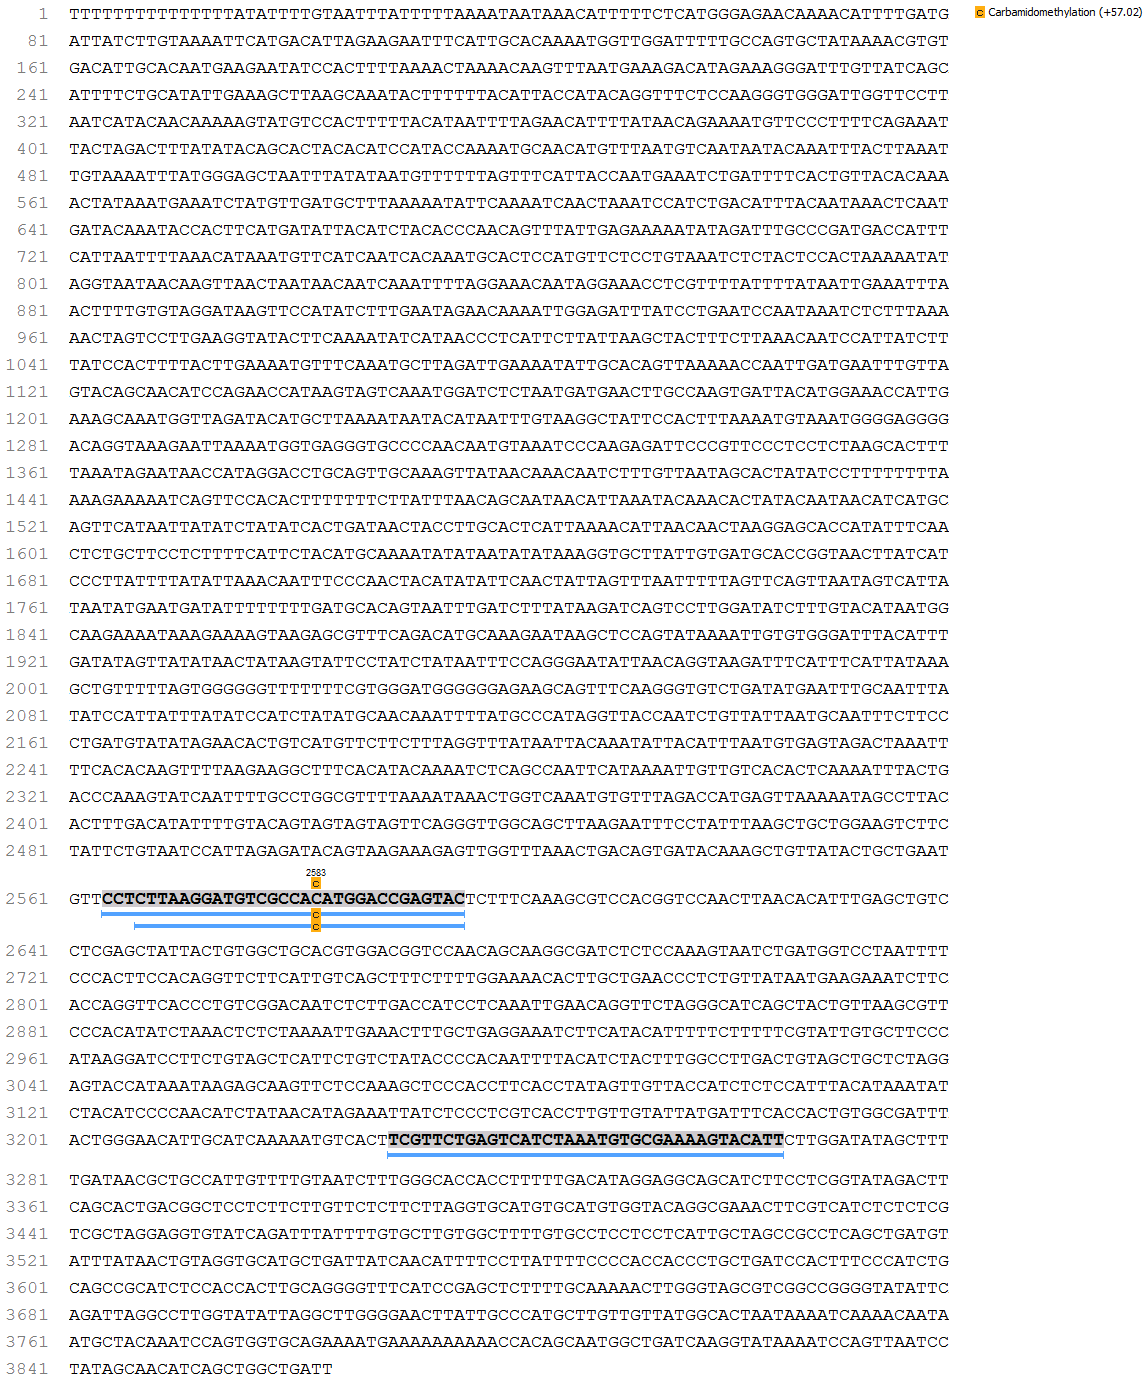 1 TTTTTTTTTTTTTTTATATTTTGTAATTTATTTTTAAAATAATAAACATTTTTCTCATGGGAGAACAAAACATTTTGATG
C Carbamidomethylation (+57.02)
81 ATTATCTTGTAAAATTCATGACATTAGAAGAATTTCATTGCACAAAATGGTTGGATTTTTGCCAGTGCTATAAAACGTGT
161 GACATTGCACAATGAAGAATATCCACTTTTAAAACTAAAACAAGTTTAATGAAAGACATAGAAAGGGATTTGTTATCAGC
241 ATTTTCTGCATATTGAAAGCTTAAGCAAATACTTTTTTACATTACCATACAGGTTTCTCCAAGGGTGGGATTGGTTCCTT
321 AATCATACAACAAAAAGTATGTCCACTTTTTACATAATTTTAGAACATTTTATAACAGAAAATGTTCCCTTTTCAGAAAT
401 TACTAGACTTTATATACAGCACTACACATCCATACCAAAATGCAACATGTTTAATGTCAATAATACAAATTTACTTAAAT
481 TGTAAAATTTATGGGAGCTAATTTATATAATGTTTTTTAGTTTCATTACCAATGAAATCTGATTTTCACTGTTACACAAA
561 ACTATAAATGAAATCTATGTTGATGCTTTAAAAATATTCAAAATCAACTAAATCCATCTGACATTTACAATAAACTCAAT
641 GATACAAATACCACTTCATGATATTACATCTACACCCAACAGTTTATTGAGAAAAATATAGATTTGCCCGATGACCATTT
721 CATTAATTTTAAACATAAATGTTCATCAATCACAAATGCACTCCATGTTCTCCTGTAAATCTCTACTCCACTAAAAATAT
801 AGGTAATAACAAGTTAACTAATAACAATCAAATTTTAGGAAACAATAGGAAACCTCGTTTTATTTTATAATTGAAATTTA
881 ACTTTTGTGTAGGATAAGTTCCATATCTTTGAATAGAACAAAATTGGAGATTTATCCTGAATCCAATAAATCTCTTTAAA
961 AACTAGTCCTTGAAGGTATACTTCAAAATATCATAACCCTCATTCTTATTAAGCTACTTTCTTAAACAATCCATTATCTT
1041 TATCCACTTTTACTTGAAAATGTTTCAAATGCTTAGATTGAAAATATTGCACAGTTAAAAACCAATTGATGAATTTGTTA
1121 GTACAGCAACATCCAGAACCATAAGTAGTCAAATGGATCTCTAATGATGAACTTGCCAAGTGATTACATGGAAACCATTG
1201 AAAGCAAATGGTTAGATACATGCTTAAAATAATACATAATTTGTAAGGCTATTCCACTTTAAAATGTAAATGGGGAGGGG
1281 ACAGGTAAAGAATTAAAATGGTGAGGGTGCCCCAACAATGTAAATCCCAAGAGATTCCCGTTCCCTCCTCTAAGCACTTT
1361 TAAATAGAATAACCATAGGACCTGCAGTTGCAAAGTTATAACAAACAATCTTTGTTAATAGCACTATATCCTTTTTTTTA
1441 AAAGAAAAATCAGTTCCACACTTTTTTTCTTATTTAACAGCAATAACATTAAATACAAACACTATACAATAACATCATGC
1521 AGTTCATAATTATATCTATATCACTGATAACTACCTTGCACTCATTAAAACATTAACAACTAAGGAGCACCATATTTCAA
1601 CTCTGCTTCCTCTTTTCATTCTACATGCAAAATATATAATATATAAAGGTGCTTATTGTGATGCACCGGTAACTTATCAT
1681 CCCTTATTTTATATTAAACAATTTCCCAACTACATATATTCAACTATTAGTTTAATTTTTAGTTCAGTTAATAGTCATTA
1761 TAATATGAATGATATTTTTTTTGATGCACAGTAATTTGATCTTTATAAGATCAGTCCTTGGATATCTTTGTACATAATGG
1841 CAAGAAAATAAAGAAAAGTAAGAGCGTTTCAGACATGCAAAGAATAAGCTCCAGTATAAAATTGTGTGGGATTTACATTT
1921 GATATAGTTATATAACTATAAGTATTCCTATCTATAATTTCCAGGGAATATTAACAGGTAAGATTTCATTTCATTATAAA
2001 GCTGTTTTTAGTGGGGGGTTTTTTTCGTGGGATGGGGGGAGAAGCAGTTTCAAGGGTGTCTGATATGAATTTGCAATTTA
2081 TATCCATTATTTATATCCATCTATATGCAACAAATTTTATGCCCATAGGTTACCAATCTGTTATTAATGCAATTTCTTCC
2161 CTGATGTATATAGAACACTGTCATGTTCTTCTTTAGGTTTATAATTACAAATATTACATTTAATGTGAGTAGACTAAATT
2241 TTCACACAAGTTTTAAGAAGGCTTTCACATACAAAATCTCAGCCAATTCATAAAATTGTTGTCACACTCAAAATTTACTG
2321 ACCCAAAGTATCAATTTTGCCTGGCGTTTTAAAATAAACTGGTCAAATGTGTTTAGACCATGAGTTAAAAATAGCCTTAC
2401 ACTTTGACATATTTTGTACAGTAGTAGTAGTTCAGGGTTGGCAGCTTAAGAATTTCCTATTTAAGCTGCTGGAAGTCTTC
2481 TATTCTGTAATCCATTAGAGATACAGTAAGAAAGAGTTGGTTTAAACTGACAGTGATACAAAGCTGTTATACTGCTGAAT
2583
C
2561 GTTCCTCTTAAGGATGTCGCCACATGGACCGAGTACTCTTTCAAAGCGTCCACGGTCCAACTTAACACATTTGAGCTGTC
C
C
2641 CTCGAGCTATTACTGTGGCTGCACGTGGACGGTCCAACAGCAAGGCGATCTCTCCAAAGTAATCTGATGGTCCTAATTTT
2721 CCCACTTCCACAGGTTCTTCATTGTCAGCTTTCTTTTGGAAAACACTTGCTGAACCCTCTGTTATAATGAAGAAATCTTC
2801 ACCAGGTTCACCCTGTCGGACAATCTCTTGACCATCCTCAAATTGAACAGGTTCTAGGGCATCAGCTACTGTTAAGCGTT
2881 CCCACATATCTAAACTCTCTAAAATTGAAACTTTGCTGAGGAAATCTTCATACATTTTTCTTTTTCGTATTGTGCTTCCC
2961 ATAAGGATCCTTCTGTAGCTCATTCTGTCTATACCCCACAATTTTACATCTACTTTGGCCTTGACTGTAGCTGCTCTAGG
3041 AGTACCATAAATAAGAGCAAGTTCTCCAAAGCTCCCACCTTCACCTATAGTTGTTACCATCTCTCCATTTACATAAATAT
3121 CTACATCCCCAACATCTATAACATAGAAATTATCTCCCTCGTCACCTTGTTGTATTATGATTTCACCACTGTGGCGATTT
3201 ACTGGGAACATTGCATCAAAAATGTCACTTCGTTCTGAGTCATCTAAATGTGCGAAAAGTACATTCTTGGATATAGCTTT
3281 TGATAACGCTGCCATTGTTTTGTAATCTTTGGGCACCACCTTTTTGACATAGGAGGCAGCATCTTCCTCGGTATAGACTT
3361 CAGCACTGACGGCTCCTCTTCTTGTTCTCTTCTTAGGTGCATGTGCATGTGGTACAGGCGAAACTTCGTCATCTCTCTCG
3441 TCGCTAGGAGGTGTATCAGATTTATTTTGTGCTTGTGGCTTTTGTGCCTCCTCCTCATTGCTAGCCGCCTCAGCTGATGT
3521 ATTTATAACTGTAGGTGCATGCTGATTATCAACATTTTCCTTATTTTCCCCACCACCCTGCTGATCCACTTTCCCATCTG
3601 CAGCCGCATCTCCACCACTTGCAGGGGTTTCATCCGAGCTCTTTTGCAAAAACTTGGGTAGCGTCGGCCGGGGTATATTC
3681 AGATTAGGCCTTGGTATATTAGGCTTGGGGAACTTATTGCCCATGCTTGTTGTTATGGCACTAATAAAATCAAAACAATA
3761 ATGCTACAAATCCAGTGGTGCAGAAAATGAAAAAAAAAAACCACAGCAATGGCTGATCAAGGTATAAAATCCAGTTAATCC
3841 TATAGCAACATCAGCTGGCTGATT